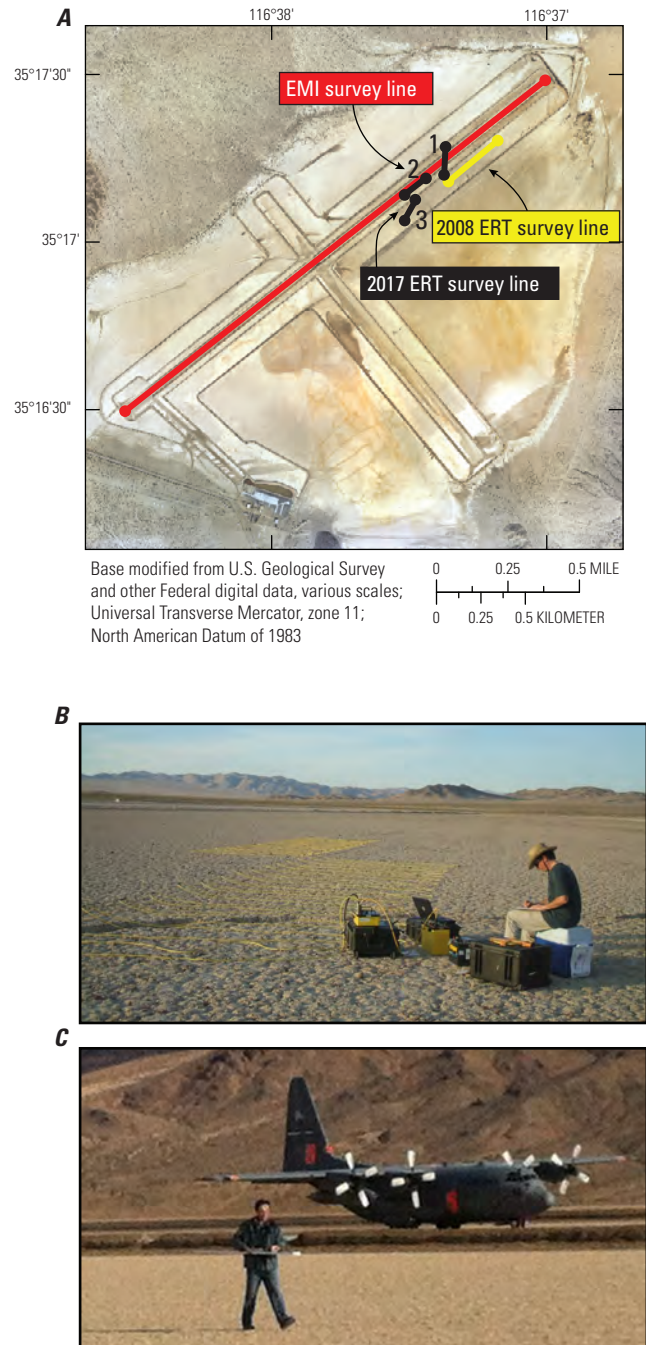 A
116°38'
116°37'
35°17'30"
EMI survey line
1
2
35°17'
3
2008 ERT survey line
2017 ERT survey line
35°16'30"
Base modified from U.S. Geological Survey
and other Federal digital data, various scales;
Universal Transverse Mercator, zone 11;
North American Datum of 1983
0 0.25 0.5 MILE
0 0.25 0.5 KILOMETER
B
C